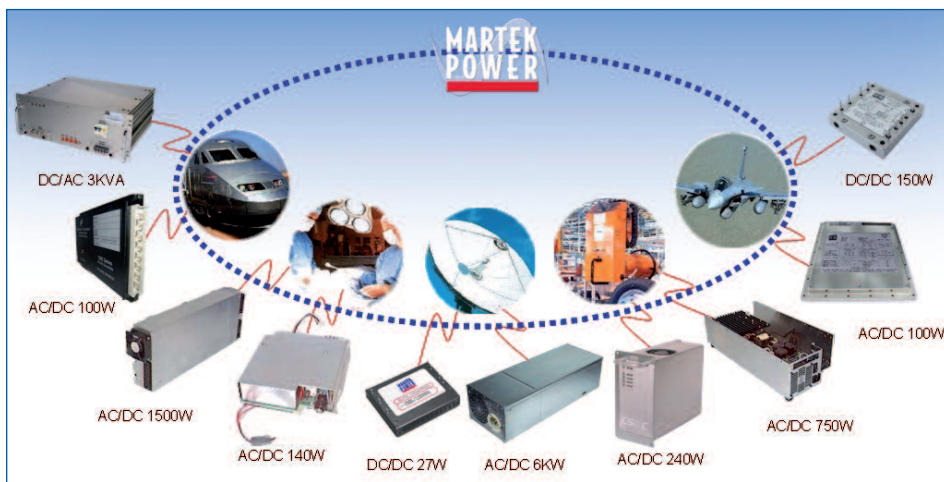 MARTEK
POWER
DC/AC 3KVA
DC/DC 150W
AC/DC 100W
AC/DC 100W
AC/DC 1500W
AC/DC 140W
DC/DC 27W
AC/DC 6KW
AC/DC 240W
AC/DC 750W